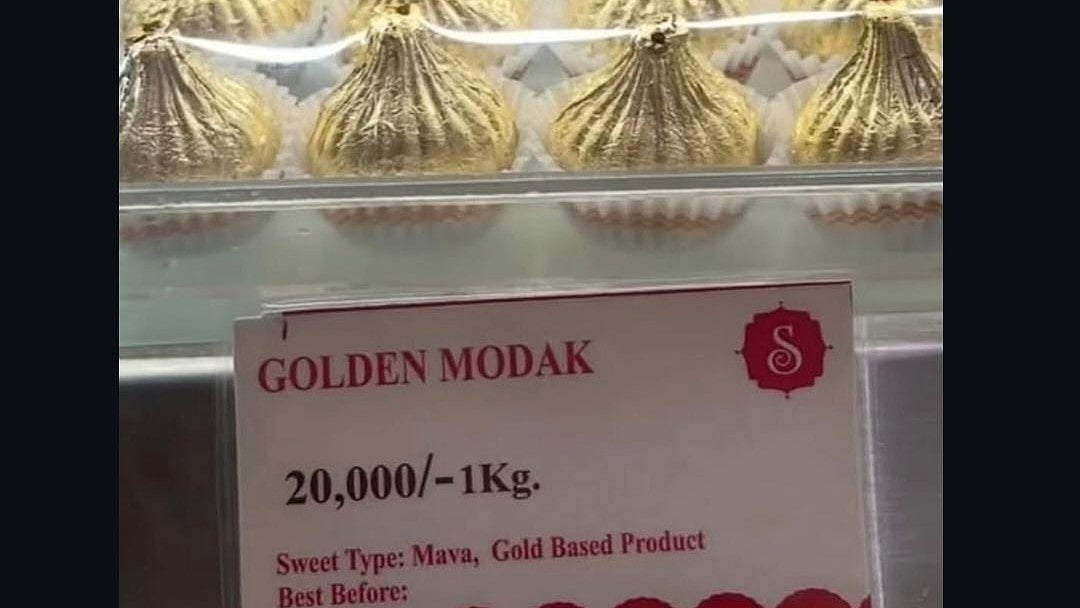 S
GOLDEN MODAK
20,000/-1Kg.
Sweet Type: Mava, Gold Based Product
Best Before: